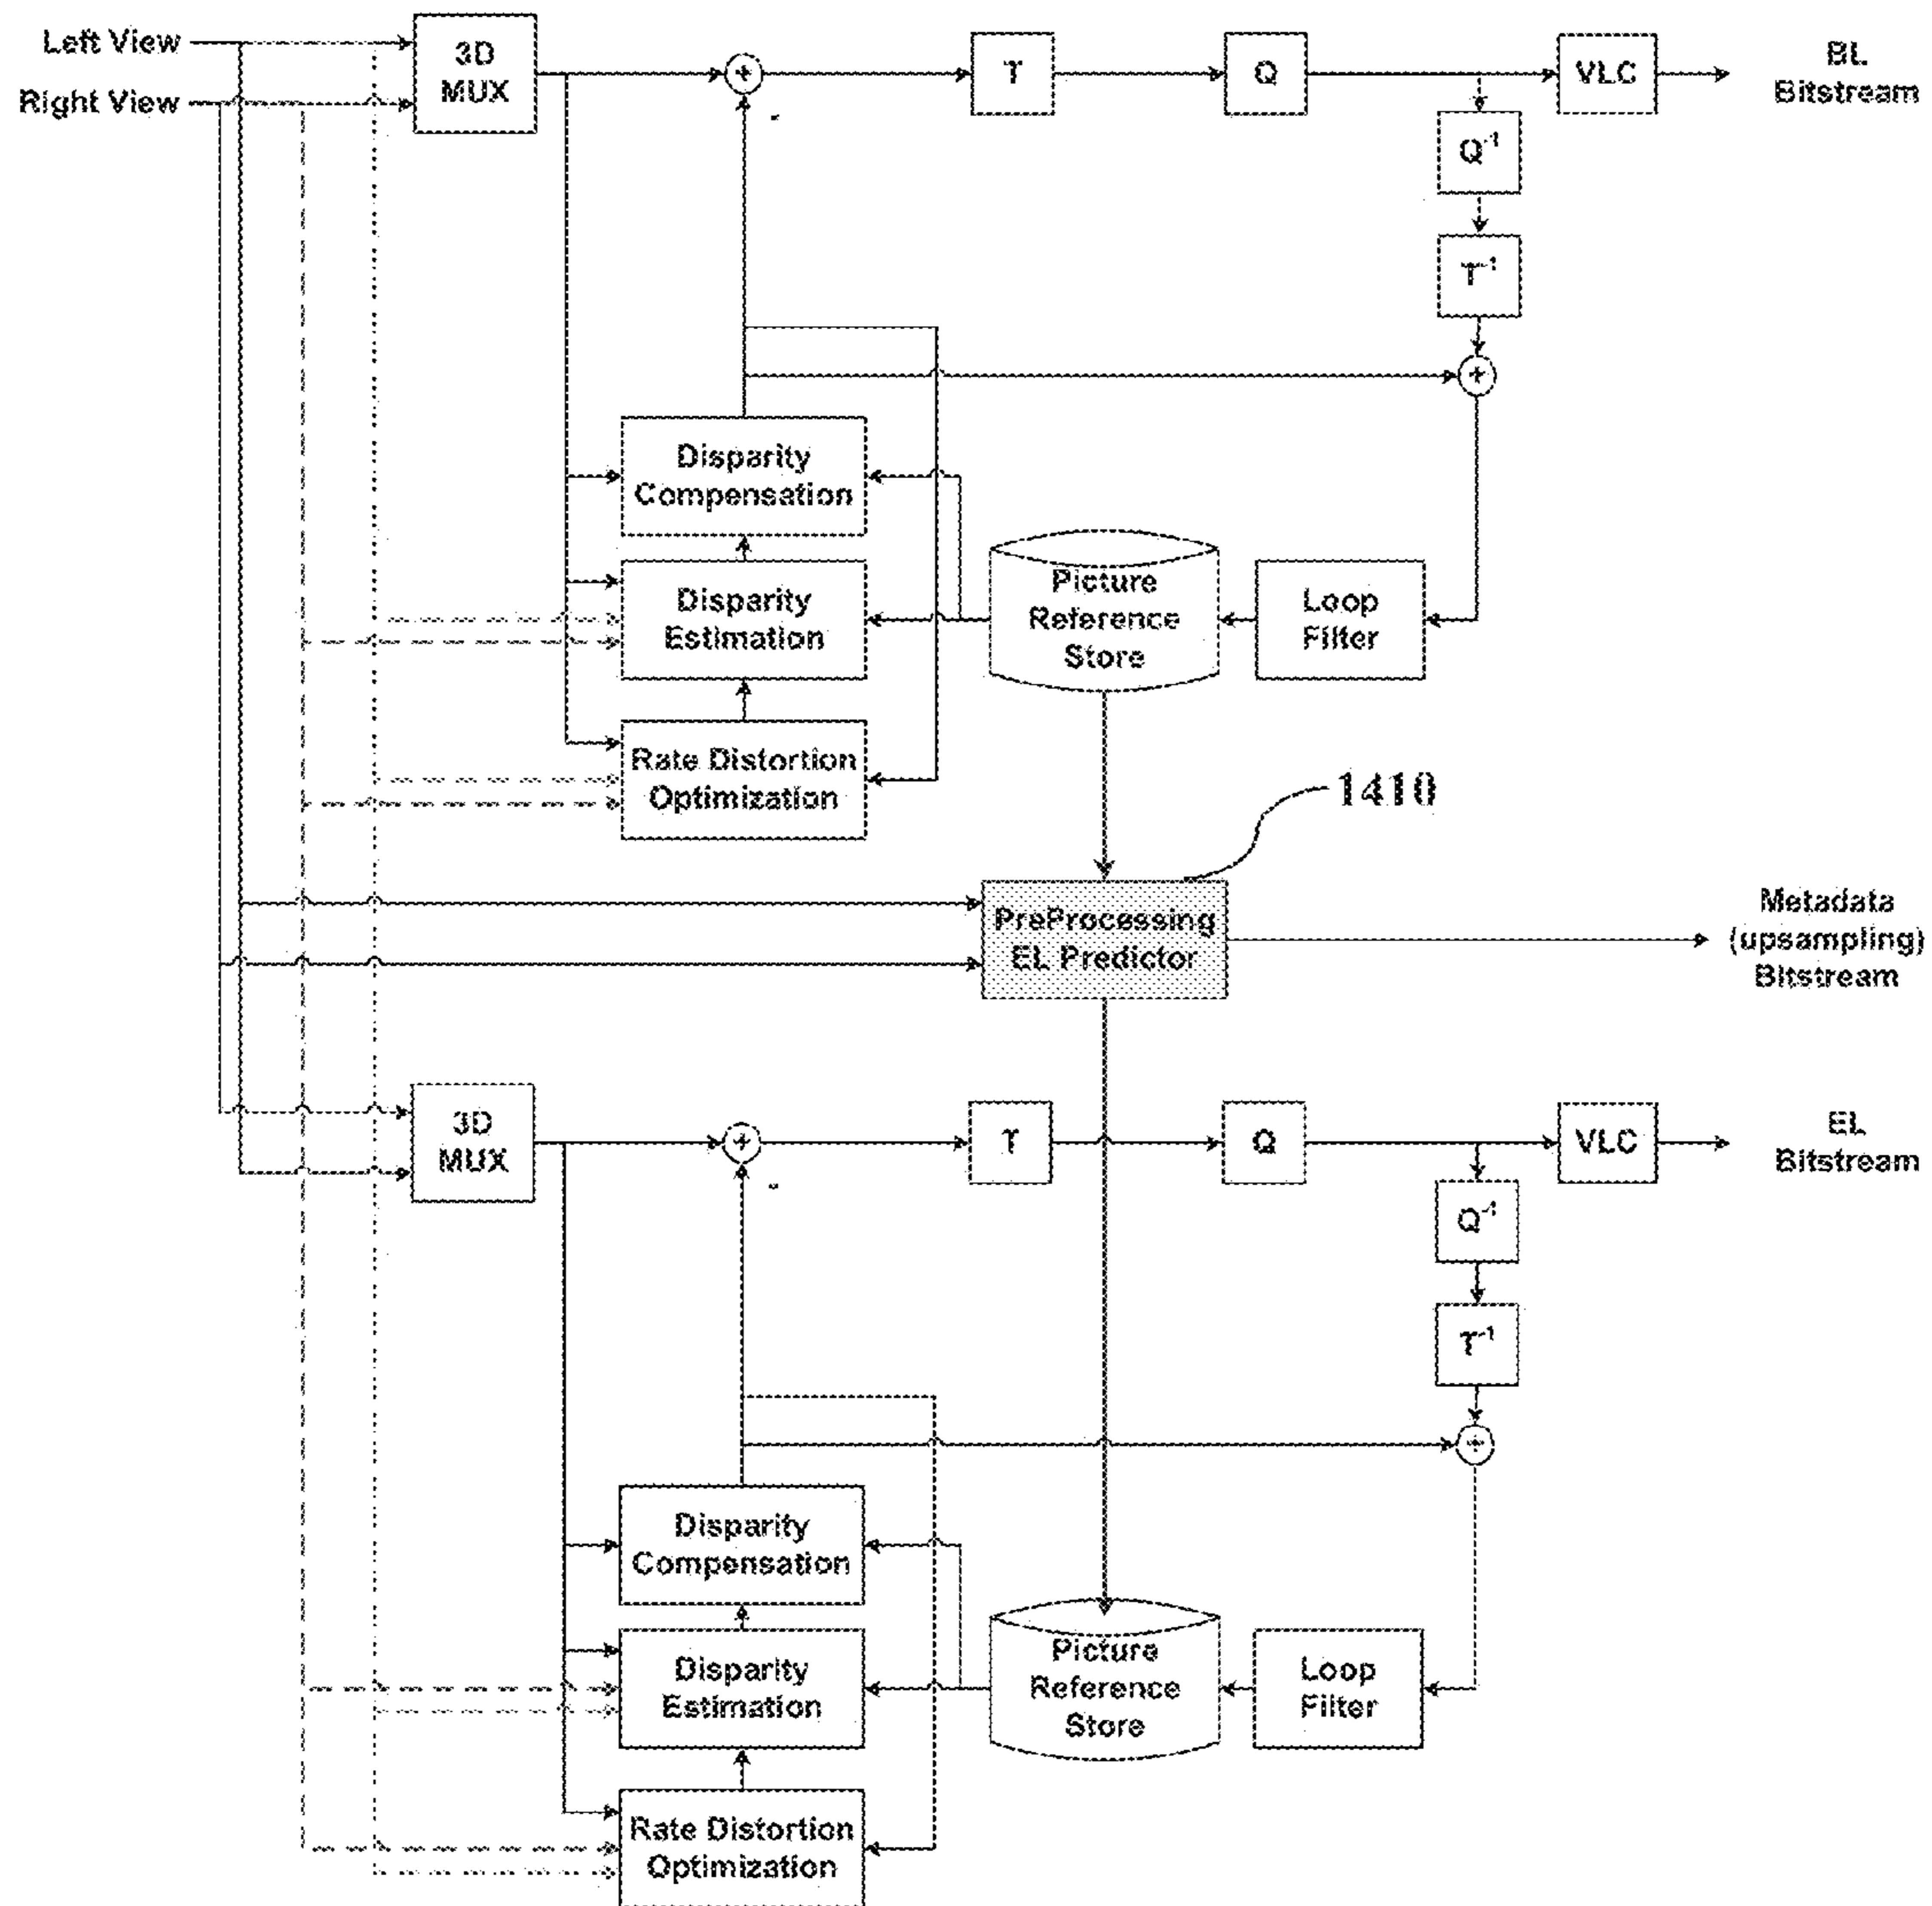 Left View
Right View
3D
MUX
+
T
Q
VLC
BL
Bitstream
-
Q-1
T-1
+
Disparity
Compensation
Disparity
Estimation
Rate Distortion
Optimization
Picture
Reference
Store
Loop
Filter
1410
PreProcessing
EL Predictor
Metadata
(upsampling)
Bitstream
3D
MUX
+
T
Q
VLC
EL
Bitstream
-
Q-1
T-1
+
Disparity
Compensation
Disparity
Estimation
Rate Distortion
Optimization
Picture
Reference
Store
Loop
Filter